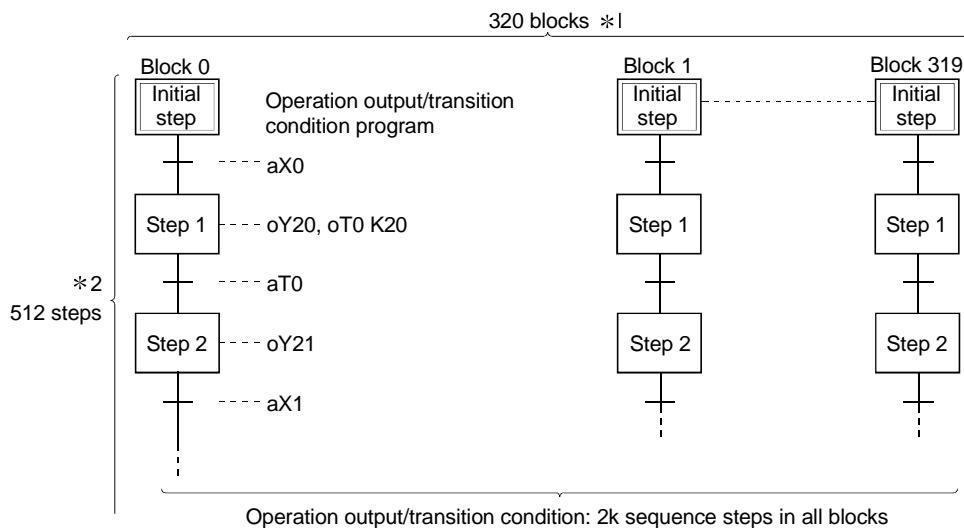 320 blocks *1
Block 0
Block 1
Block 319
Initial
step
Operation output/transition
condition program
Initial
step
Initial
step
aX0
Step 1
oY20, oT0 K20
Step 1
Step 1
*2
512 steps
aT0
Step 2
oY21
Step 2
Step 2
aX1
Operation output/transition condition: 2k sequence steps in all blocks